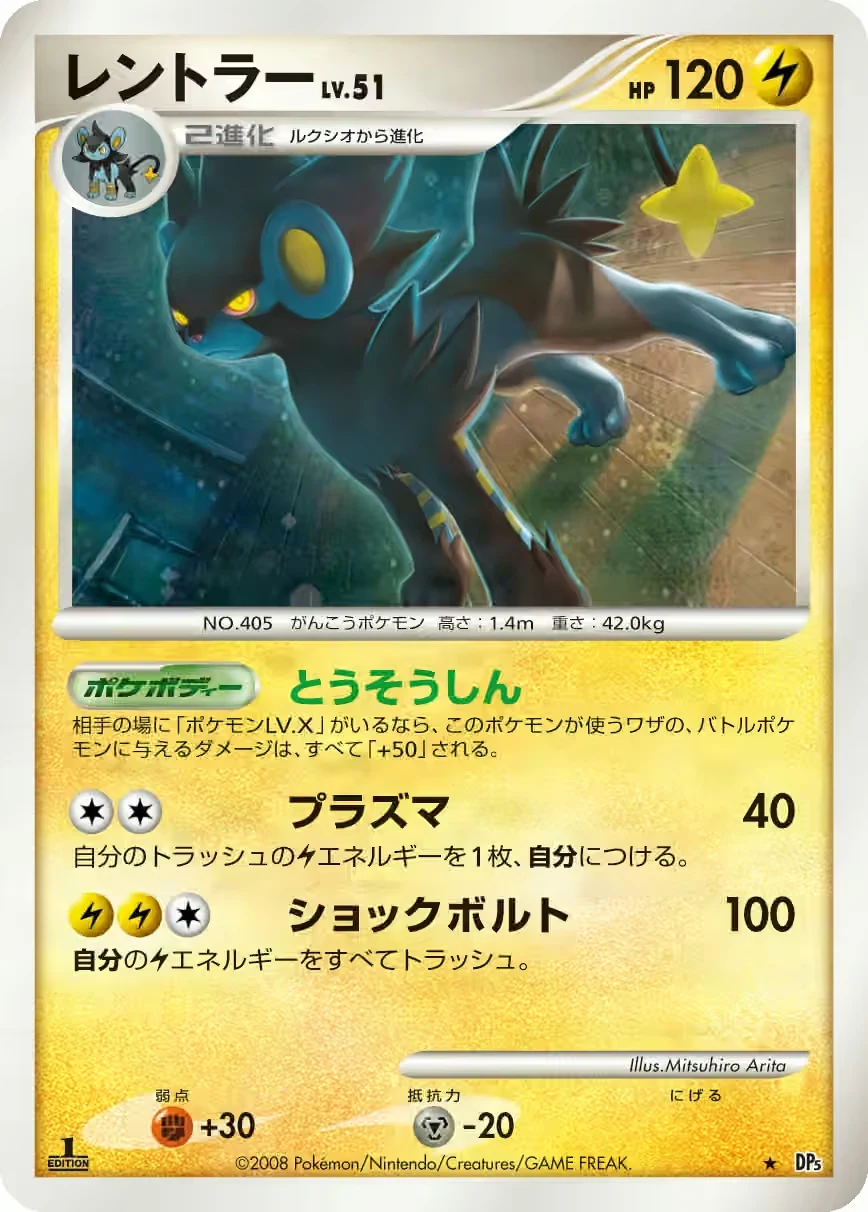 レントラー LV.51 HP 120
2進化 ルクシオから進化
NO.405 がんこうポケモン 高さ:1.4m 重さ:42.0kg
ポケボディー とうそうしん
相手の場に「ポケモンLV.X」がいるなら、このポケモンが使うワザの、バトルポケ
モンに与えるダメージは、すべて「+50」される。
プラズマ 40
自分のトラッシュのエネルギーを1枚、自分につける。
ショックボルト 100
自分のエネルギーをすべてトラッシュ。
Illus.Mitsuhiro Arita
弱点 抵抗力 にげる
+30 -20
1
EDITION
©2008 Pokémon/Nintendo/Creatures/GAME FREAK.
★ DP5